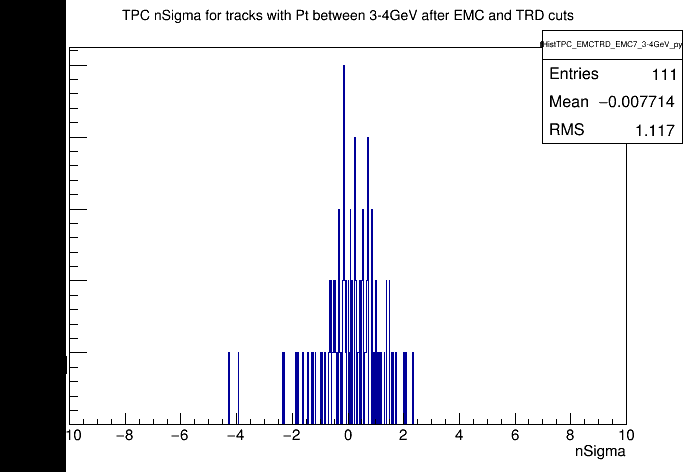 TPC nSigma for tracks with Pt between 3-4GeV after EMC and TRD cuts
HistTPC_EMCTRD_EMC7_3-4GeV_py
Entries 111
Mean −0.007714
RMS 1.117
10 −8 −6 −4 −2 0 2 4 6 8 10
nSigma